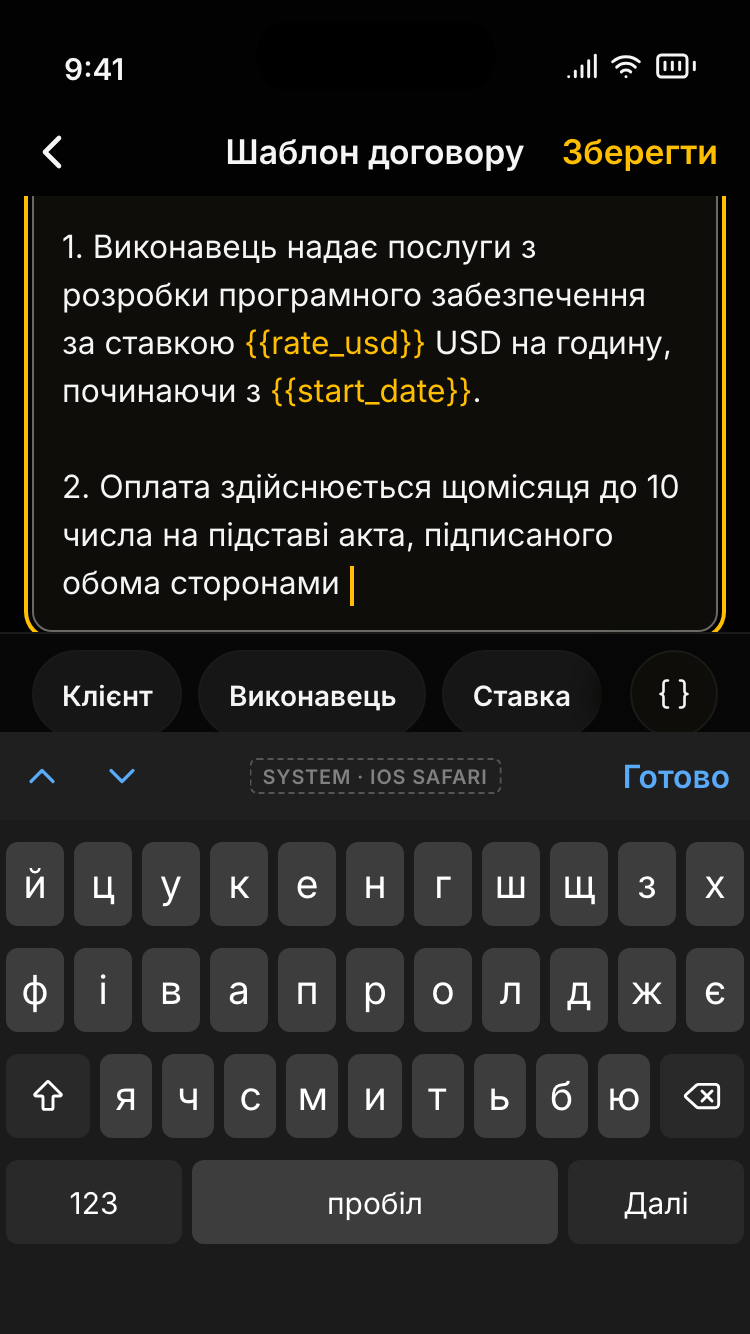 9:41
Шаблон договору
Зберегти
1. Виконавець надає послуги з
розробки програмного забезпечення
за ставкою {{rate_usd}} USD на годину,
починаючи з {{start_date}}.
2. Оплата здійснюється щомісяця до 10
числа на підставі акта, підписаного
обома сторонами
Клієнт
Виконавець
Ставка
{ }
SYSTEM · IOS SAFARI
Готово
й ц у к е н г ш щ з х
ф і в а п р о л д ж є
я ч с м и т ь б ю
123
пробіл
Далі